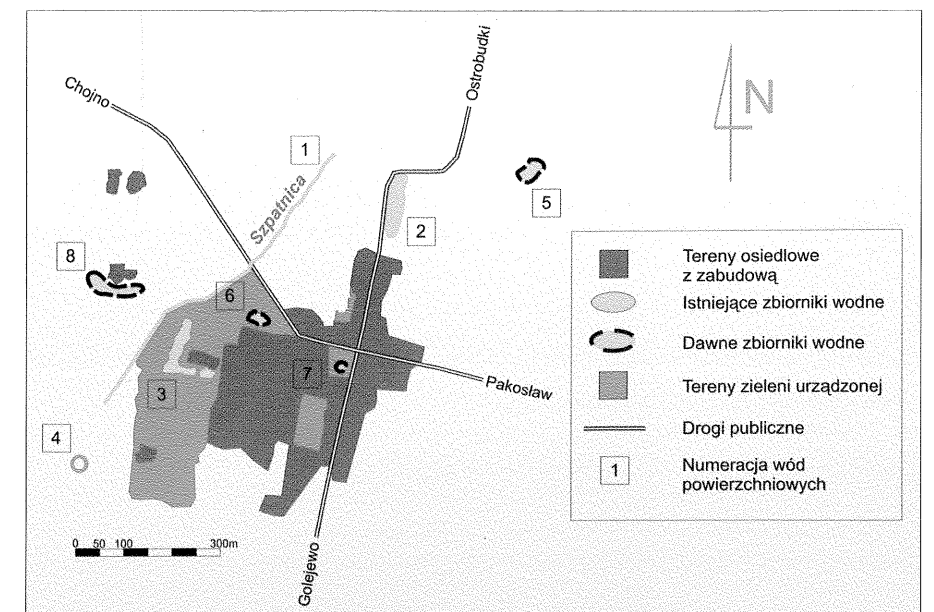 Chojno
Ostrobudki
N
1
Szpatnica
5
2
8
6
7
Pakosław
3
4
0 50 100 300m
Golejewo
Tereny osiedlowe
z zabudową
Istniejące zbiorniki wodne
Dawne zbiorniki wodne
Tereny zieleni urządzonej
Drogi publiczne
1
Numeracja wód
powierzchniowych